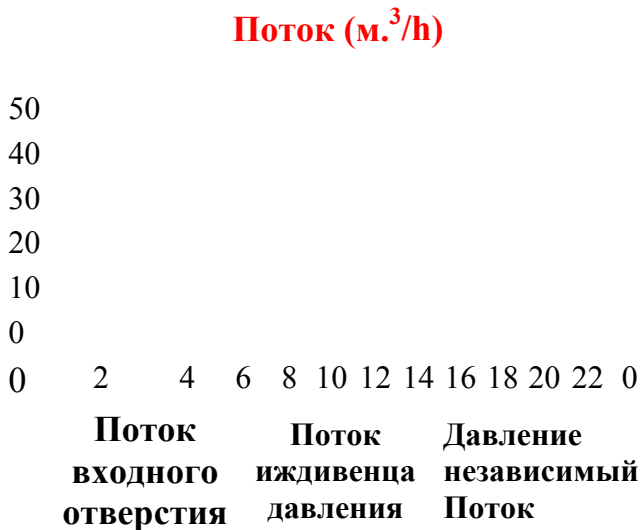 Поток (м.³/h)
50
40
30
20
10
0
0 2 4 6 8 10 12 14 16 18 20 22 0
Поток
входного
отверстия
Поток
иждивенца
давления
Давление
независимый
Поток